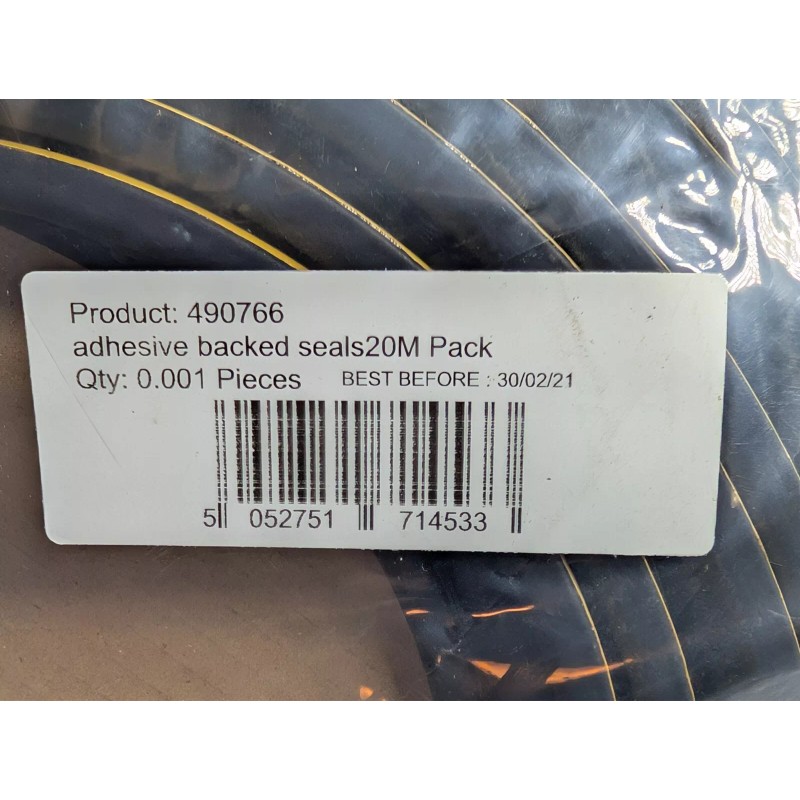 Product: 490766
adhesive backed seals20M Pack
Qty: 0.001 Pieces BEST BEFORE : 30/02/21
5 052751 714533